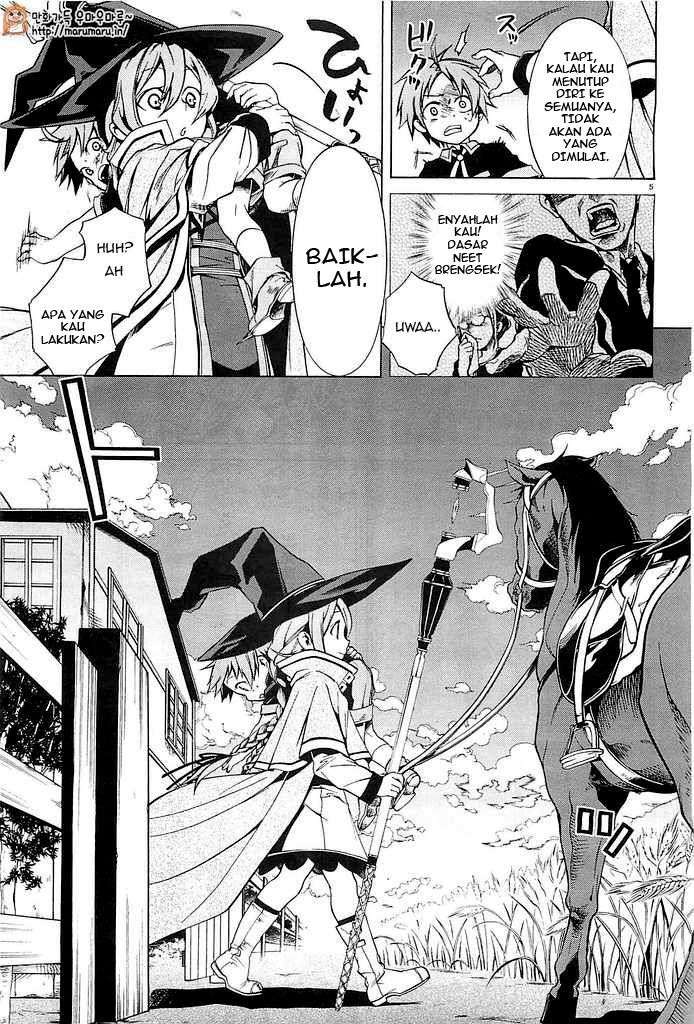 만화가득 우마우마루~
http://marumaru.in/
TAPI,
KALAU KAU
MENUTUP
DIRI KE
SEMUANYA,
TIDAK
AKAN ADA
YANG
DIMULAI.
5
ENYAHLAH
KAU!
DASAR
NEET
BRENGSEK!
UWAA..
ひょいっ
BAIK-
LAH.
HUH?
AH
APA YANG
KAU
LAKUKAN?